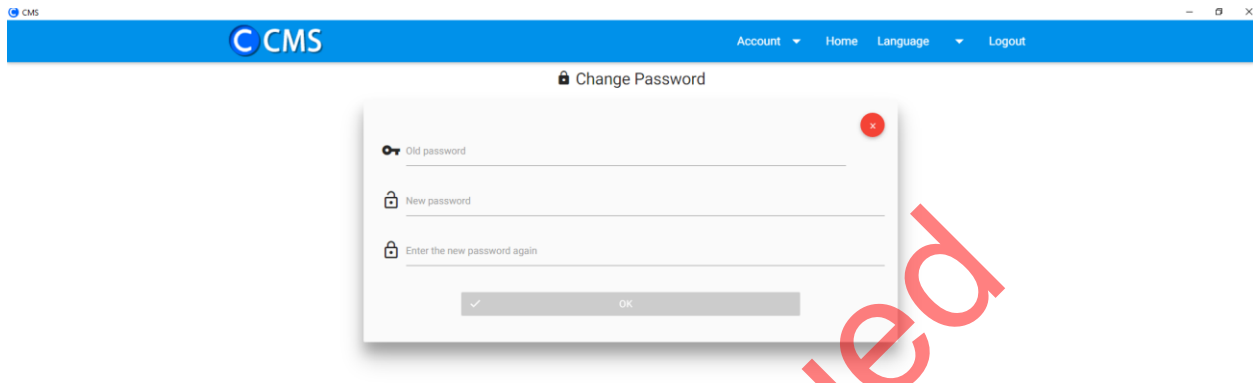 CMS
CMS Account Home Language Logout
Change Password
x
Old password
New password
Enter the new password again
OK